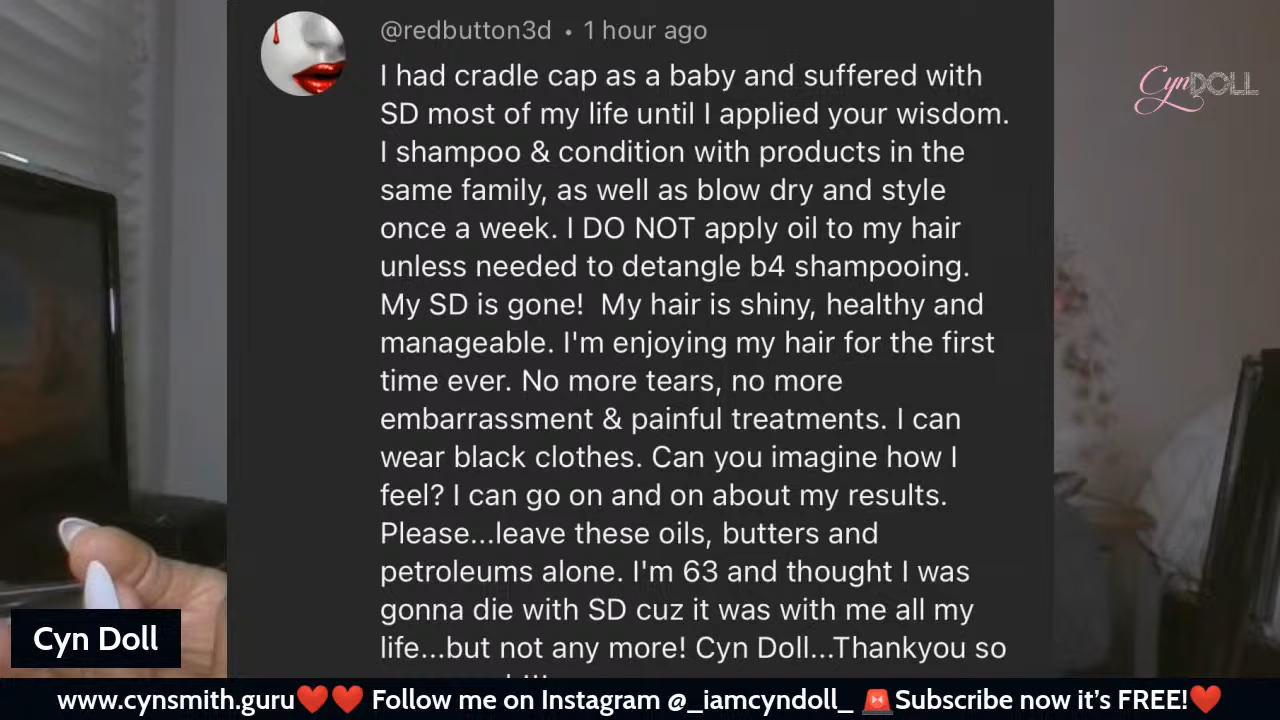 @redbutton3d • 1 hour ago
I had cradle cap as a baby and suffered with
SD most of my life until I applied your wisdom.
I shampoo & condition with products in the
same family, as well as blow dry and style
once a week. I DO NOT apply oil to my hair
unless needed to detangle b4 shampooing.
My SD is gone!  My hair is shiny, healthy and
manageable. I'm enjoying my hair for the first
time ever. No more tears, no more
embarrassment & painful treatments. I can
wear black clothes. Can you imagine how I
feel? I can go on and on about my results.
Please...leave these oils, butters and
petroleums alone. I'm 63 and thought I was
gonna die with SD cuz it was with me all my
life...but not any more! Cyn Doll...Thankyou so
CynDOLL
Cyn Doll
www.cynsmith.guru❤️❤️ Follow me on Instagram @_iamcyndoll_ 🚨Subscribe now it's FREE!❤️